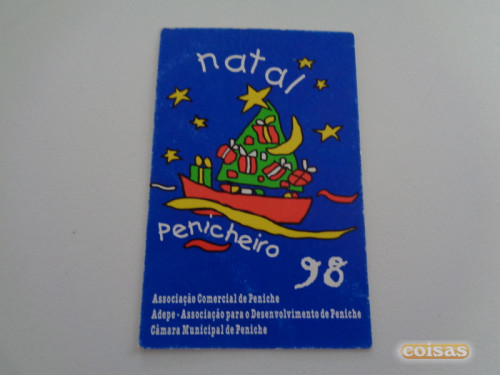 natal
penicheiro
98
Associação Comercial de Peniche
Adepe - Associação para o Desenvolvimento de Peniche
Câmara Municipal de Peniche
coisas